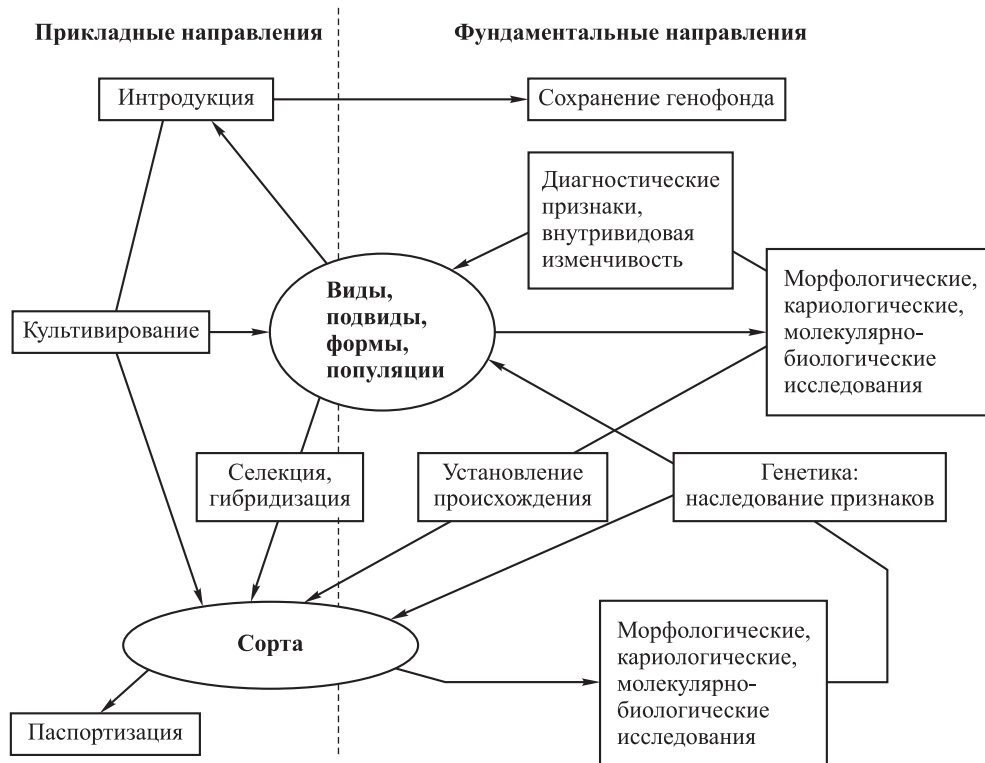 Прикладные направления
Фундаментальные направления
Интродукция
Сохранение генофонда
Диагностические
признаки,
внутривидовая
изменчивость
Виды,
подвиды,
формы,
популяции
Морфологические,
кариологические,
молекулярно-
биологические
исследования
Культивирование
Селекция,
гибридизация
Установление
происхождения
Генетика:
наследование признаков
Сорта
Морфологические,
кариологические,
молекулярно-
биологические
исследования
Паспортизация